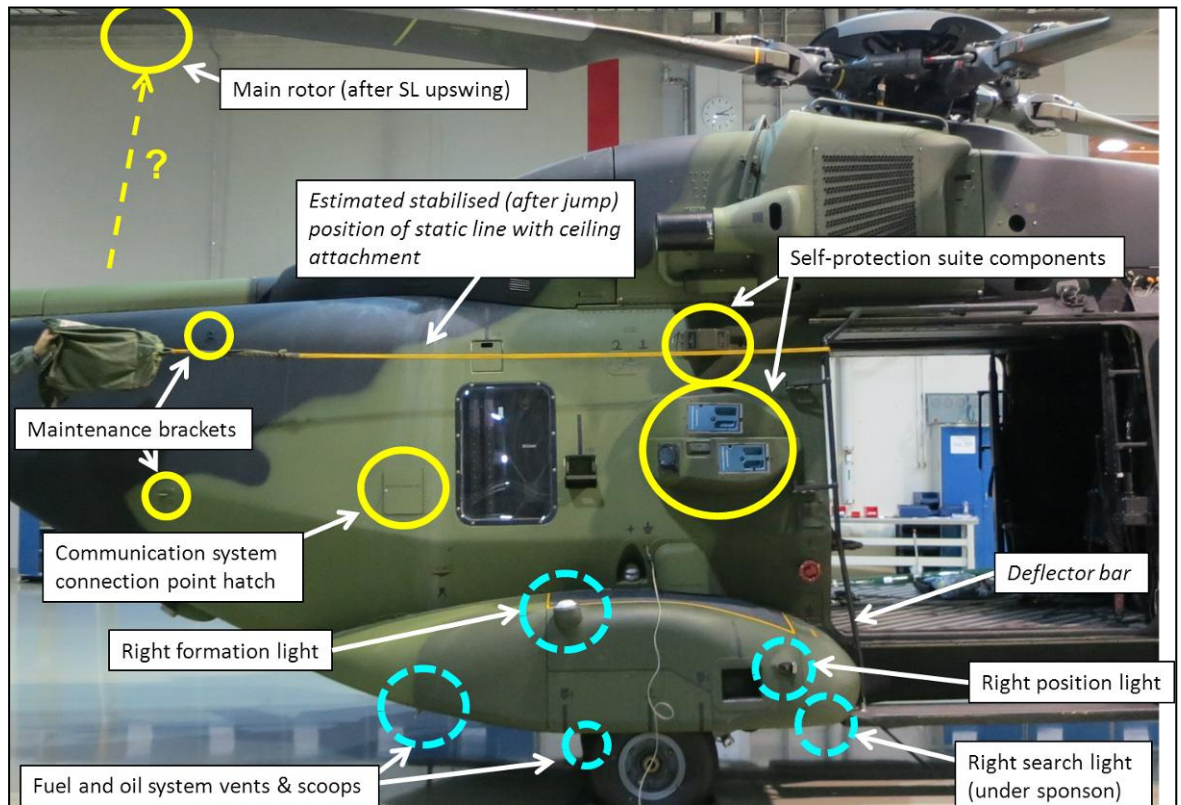 Main rotor (after SL upswing)
?
Estimated stabilised (after jump)
position of static line with ceiling
attachment
Self-protection suite components
Maintenance brackets
Communication system
connection point hatch
Deflector bar
Right formation light
Right position light
Fuel and oil system vents & scoops
Right search light
(under sponson)